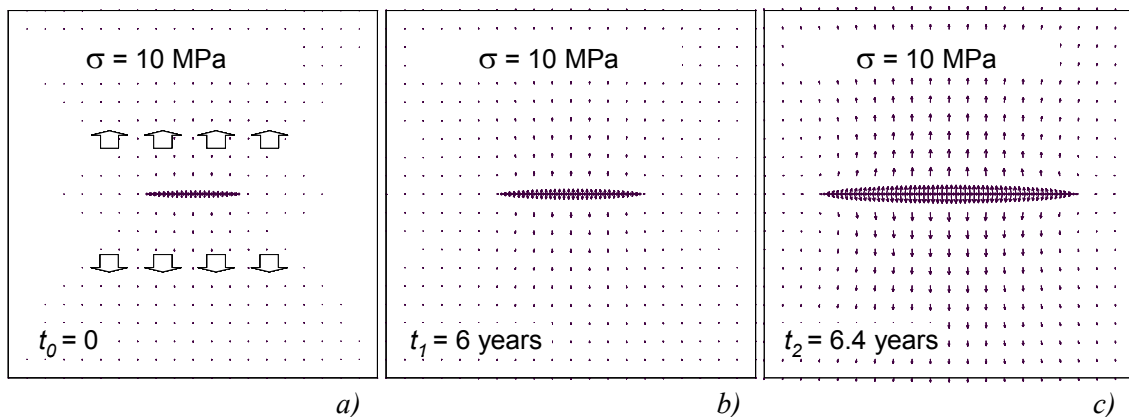 σ = 10 MPa
t₀ = 0
a)
σ = 10 MPa
t₁ = 6 years
b)
σ = 10 MPa
t₂ = 6.4 years
c)